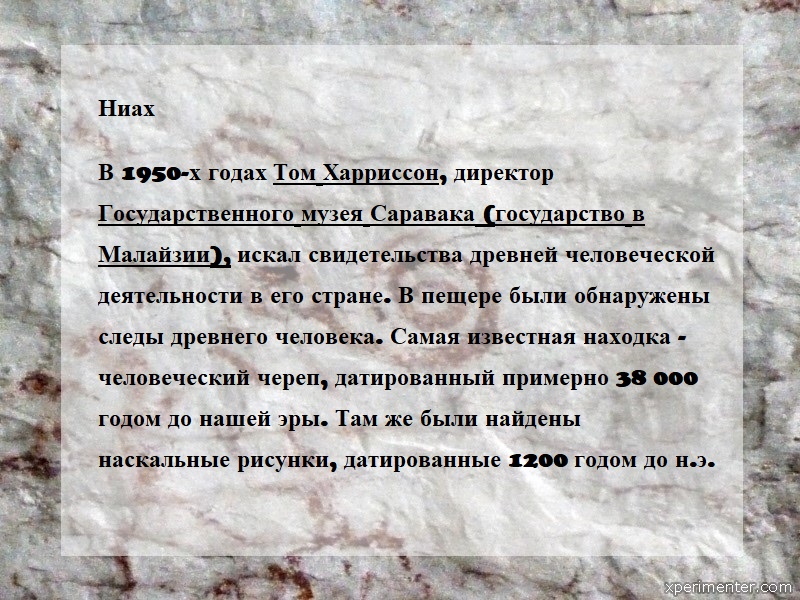 Ниах
В 1950-х годах Том Харриссон, директор
Государственного музея Саравака (государство в
Малайзии), искал свидетельства древней человеческой
деятельности в его стране. В пещере были обнаружены
следы древнего человека. Самая известная находка -
человеческий череп, датированный примерно 38 000
годом до нашей эры. Там же были найдены
наскальные рисунки, датированные 1200 годом до н.э.
xperimenter.com